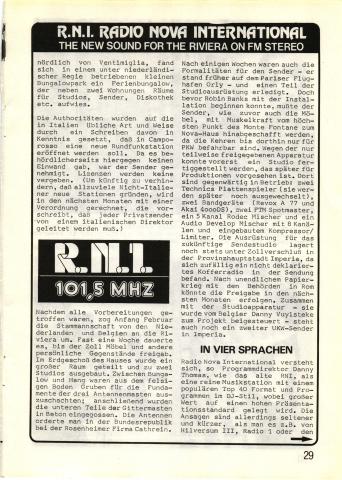 R.N.I. RADIO NOVA INTERNATIONAL
THE NEW SOUND FOR THE RIVIERA ON FM STEREO
nördlich von Ventimiglia, fand
sich in einem unter niederländi-
scher Regie betriebenen kleinen
Bungalowpark ein Ferienbungalow,
der neben zwei Wohnungen Räume
für Studios, Sender, Diskothek
etc. aufwies.
Die Authoritäten wurden auf die
in Italien übliche Art und Weise
durch ein Schreiben davon in
Kenntnis gesetzt, daß in Campo-
rosso eine neue Rundfunkstation
eröffnet werden soll. Da es be-
hördlicherseits hiergegen keinen
Einwand gab, war der Sender ge-
nehmigt. Lizenzen werden keine
vergeben. (Um künftig zu verhin-
dern, daß allzuviele Nicht-Italie-
ner neue Stationen gründen, wird
in den nächsten Monaten mit einer
Verordnung gerechnet, die vor-
schreibt, daß jeder Privatsender
von einem italienischen Direktor
geleitet werden muß.)
R.N.I.
101,5 MHZ
Nachdem alle Vorbereitungen ge-
troffen waren, zog Anfang Februar
die Stammannschaft von den Nie-
derlanden und Belgien an die Ri-
viera um. Fast eine Woche dauerte
es, bis der Zoll Möbel und andere
persönliche Gegenstände freigab.
Im Erdgeschoß des Hauses wurde ein
großer Raum geteilt und zu zwei
Studios ausgebaut. Zwischen Bunga-
low und Hang waren aus dem felsi-
gen Boden Gruben für die Funda-
mente der drei Antennenmasten aus-
zuschachten; anschließend wurden
die unteren Teile der Gittermasten
in Beton eingegossen. Die Antennen
orderte man in der Bundesrepublik
bei der Rosenheimer Firma Cathrein.
Nach einigen Wochen waren auch die
Formalitäten für den Sender - er
stand früher auf dem Pariser Flug-
hafen Orly - und einen Teil der
Studioausrüstung erledigt. Doch
bevor Robin Banks mit der Instal-
lation beginnen konnte, mußte der
Sender, wie zuvor auch die Mö-
bel, mit Muskelkraft vom höch-
sten Punkt des Monte Fontane zum
Nova-Haus hinabgeschafft werden,
da die Kehren bis dorthin nur für
PKW befahrbar sind. Wegen der nur
teilweise freigegebenen Apparatur
konnte vorerst ein Studio fer-
tiggestellt werden, das später für
Produktionen vorgesehen ist. Dort
sind gegenwärtig in Betrieb: zwei
Technics Plattenspieler (sie wer-
den später noch ausgewechselt),
zwei Bandgeräte (Revox A 77 und
Akai 4000DB), zwei ITM Spotmaster,
ein 5 Kanal Rodec Mischer und ein
Audio Develop Mischer mit 6 Kanä-
len und eingebautem Kompressor/
Limiter. Die Ausrüstung für das
zukünftige Sendestudio lagert
noch stets unter Zollverschluß in
der Provinzhauptstadt Imperia, da
sich zufällig ein nicht deklarier-
tes Kofferradio in der Sendung
befand. Nach unendlichen Papier-
krieg mit den Behörden in Rom
könnte die Freigabe in den näch-
sten Monaten erfolgen. Zusammen
mit der Studioapparatur - sie
wurde vom Belgier Danny Vuylsteke
zum Projekt beigesteuert - steht
auch noch ein zweiter UKW-Sender
in Imperia.
IN VIER SPRACHEN
Radio Nova International versteht
sich, so Programmdirektor Danny
Thomas, wie das alte RNI, als
eine reine Musikstation mit einem
populären Top 40 Format und Pro-
grammen im DJ-Stil, wobei großer
Wert auf einen hohen Präsenta-
tionsstandard gelegt wird. Die
Ansagen sind allerdings seltener
und kürzer, als man es z.B. von
Hilversum III, Radio 1 oder den
29